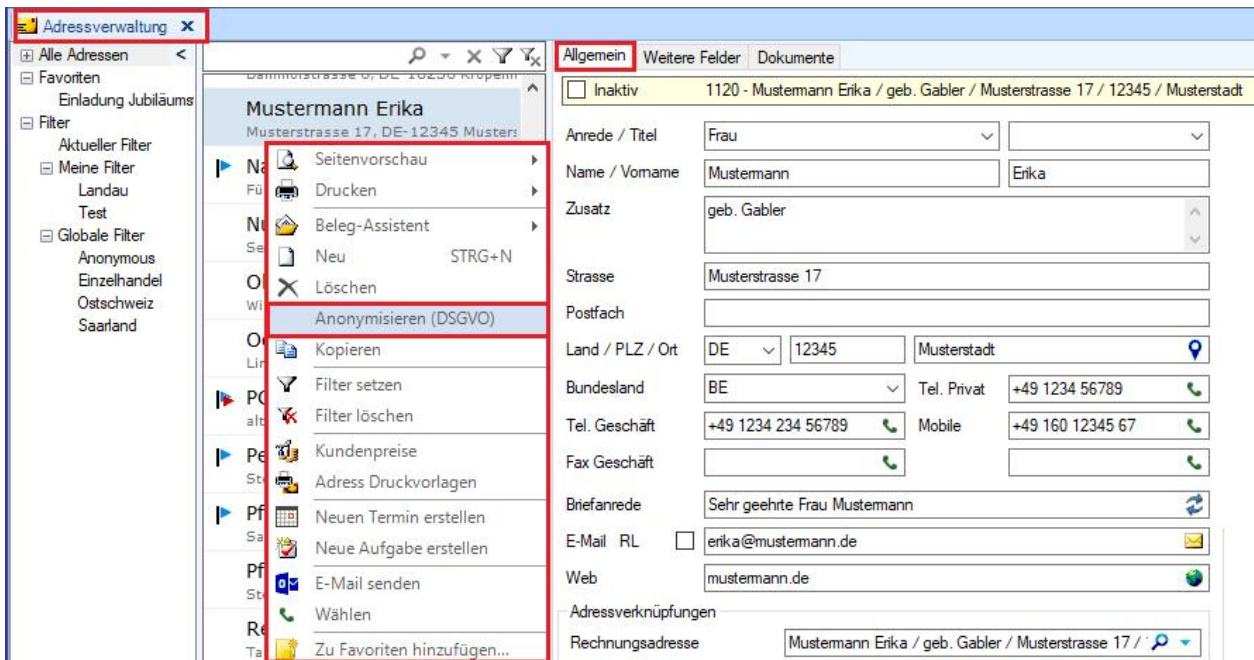 Adressverwaltung
Alle Adressen <
Favoriten
Einladung Jubiläums
Filter
Aktueller Filter
Meine Filter
Landau
Test
Globale Filter
Anonymous
Einzelhandel
Ostschweiz
Saarland
Mustermann Erika
Musterstrasse 17, DE-12345 Musters
Seitenvorschau
Drucken
Beleg-Assistent
Neu STRG+N
Löschen
Anonymisieren (DSGVO)
Kopieren
Filter setzen
Filter löschen
Kundenpreise
Adress Druckvorlagen
Neuen Termin erstellen
Neue Aufgabe erstellen
E-Mail senden
Wählen
Zu Favoriten hinzufügen...
Allgemein Weitere Felder Dokumente
Inaktiv 1120 - Mustermann Erika / geb. Gabler / Musterstrasse 17 / 12345 / Musterstadt
Anrede / Titel Frau
Name / Vorname Mustermann Erika
Zusatz geb. Gabler
Strasse Musterstrasse 17
Postfach
Land / PLZ / Ort DE 12345 Musterstadt
Bundesland BE Tel. Privat +49 1234 56789
Tel. Geschäft +49 1234 234 56789 Mobile +49 160 12345 67
Fax Geschäft
Briefanrede Sehr geehrte Frau Mustermann
E-Mail RL erika@mustermann.de
Web mustermann.de
Adressverknüpfungen
Rechnungsadresse Mustermann Erika / geb. Gabler / Musterstrasse 17 /